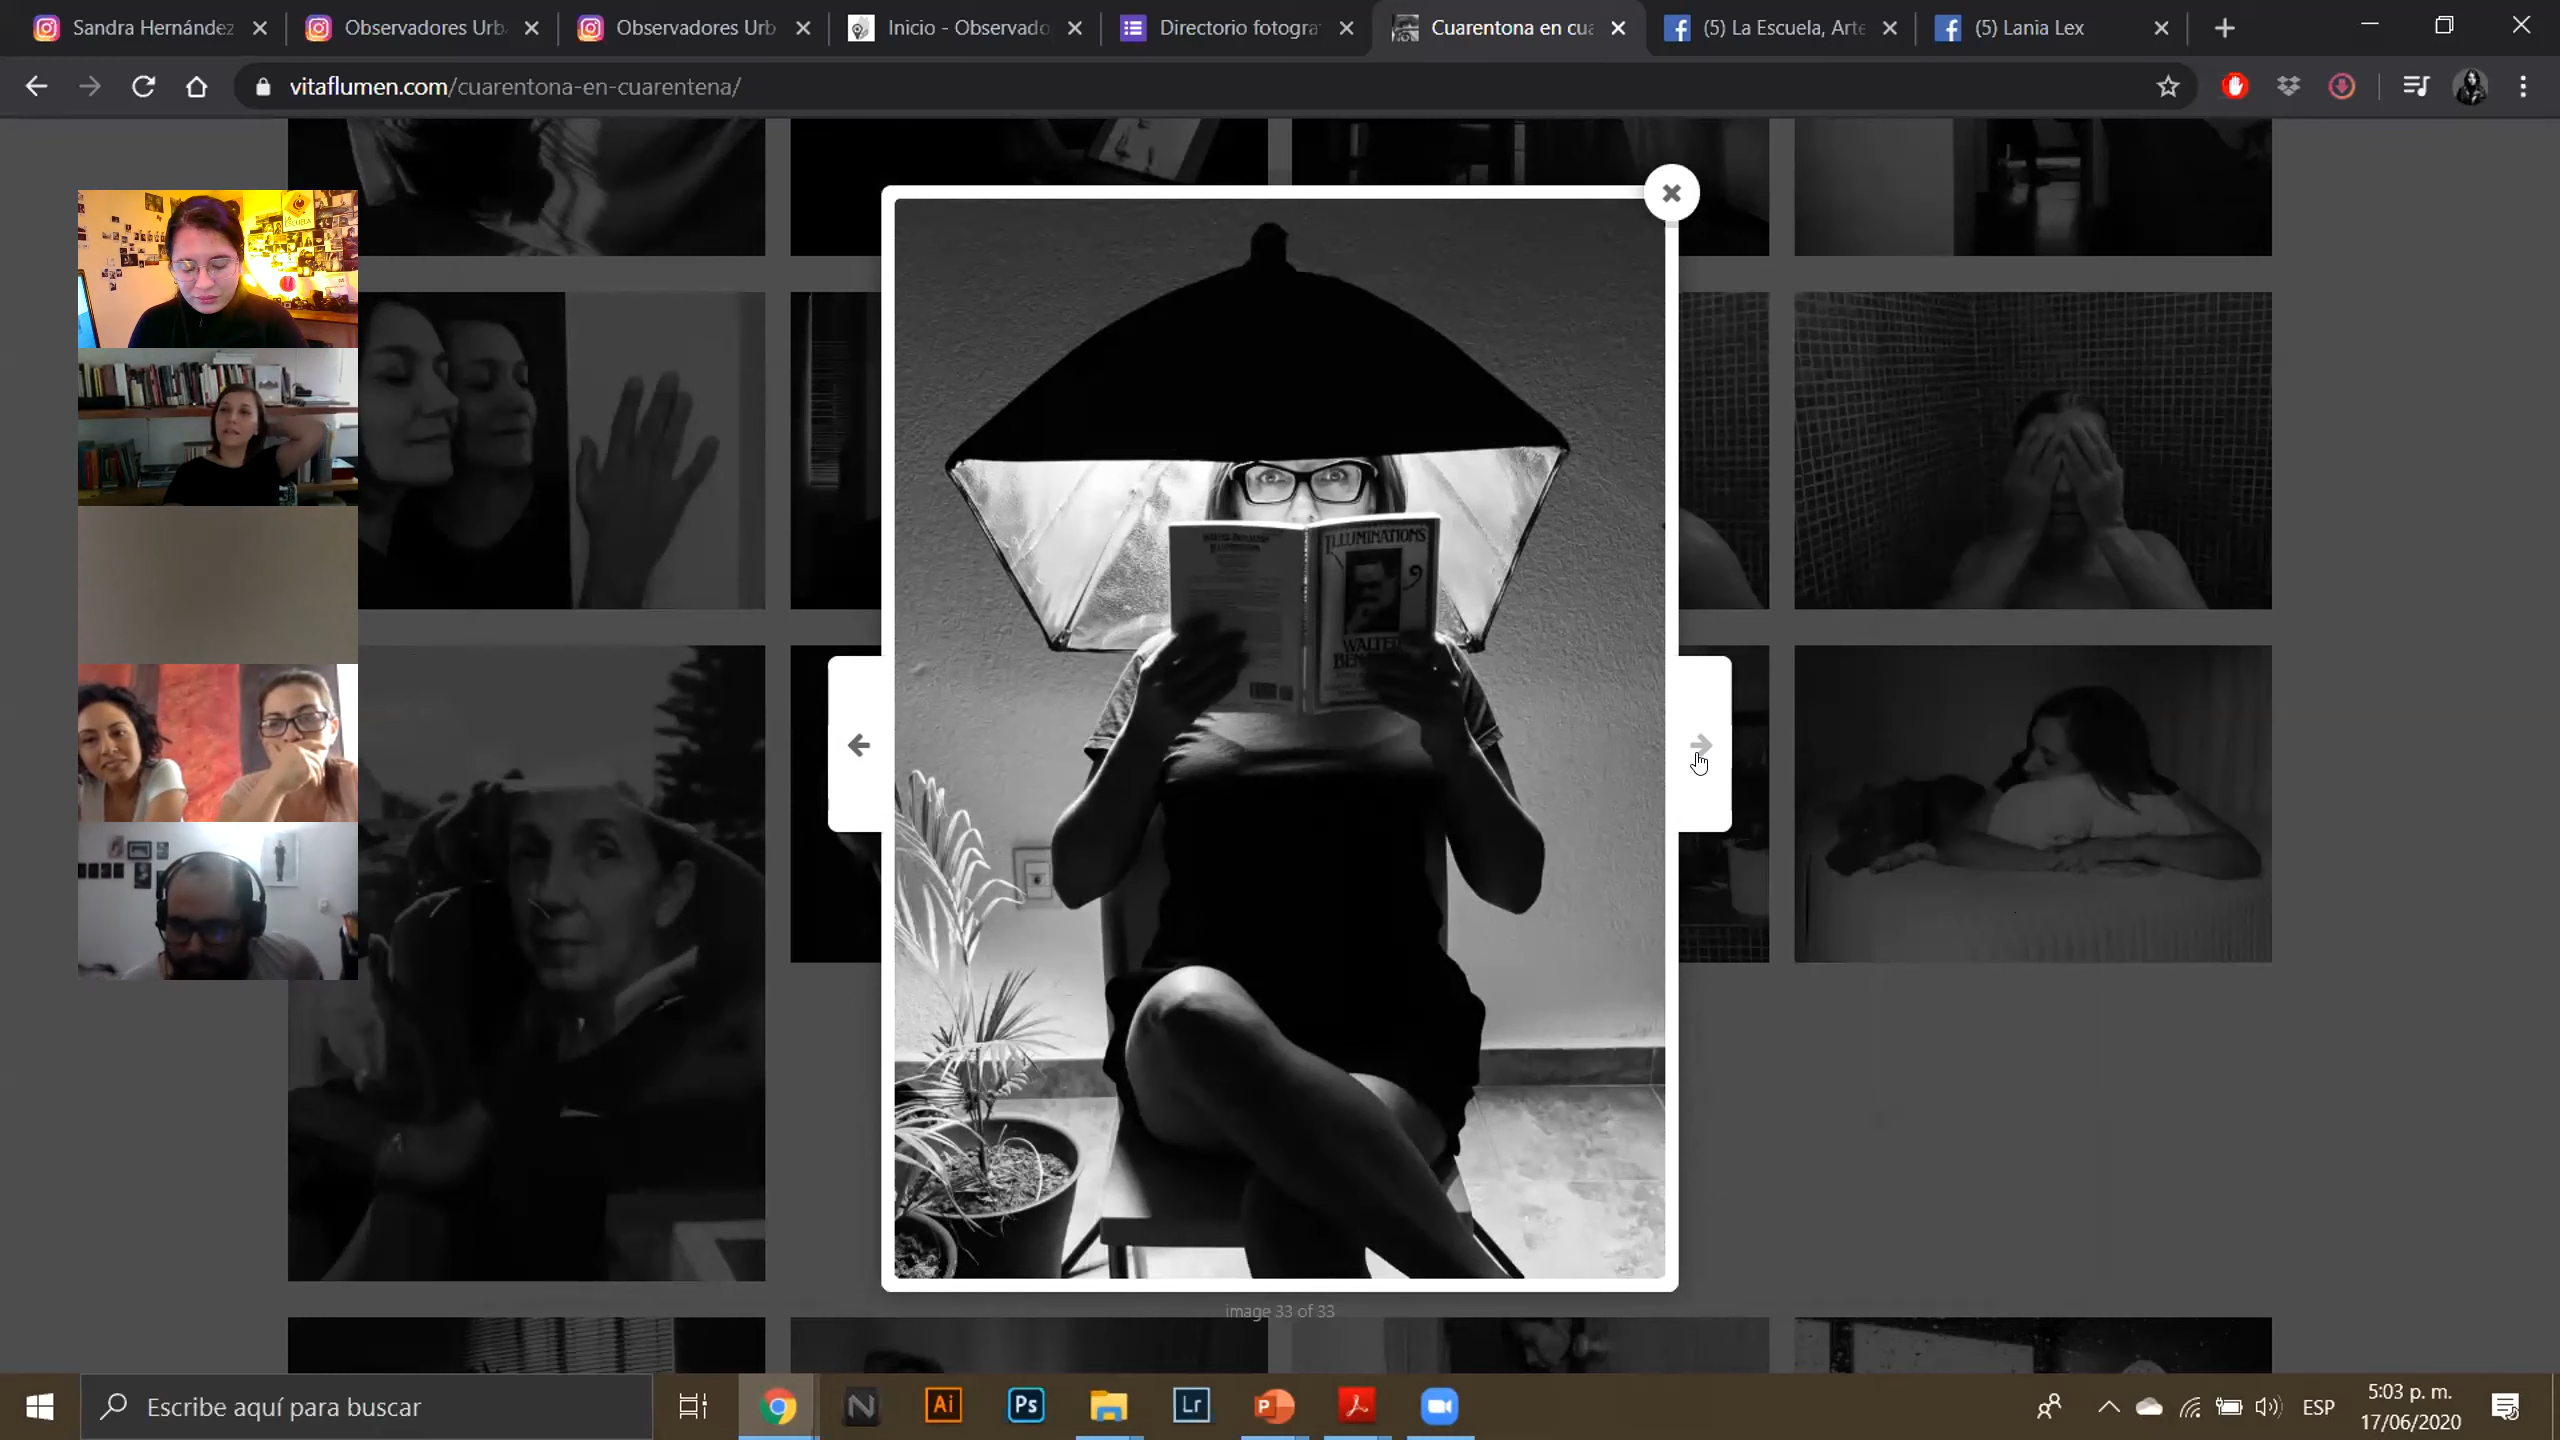 Sandra Hernández
Observadores Urb
Observadores Urb
Inicio - Observado
Directorio fotogra
Cuarentona en cua
(5) La Escuela, Arte
(5) Lania Lex
vitaflumen.com/cuarentona-en-cuarentena/
ILLUMINATIONS
ILLUMINATIONS
WALTER
image 33 of 33
Escribe aquí para buscar
N
Ai
Ps
Lr
P
ESP
5:03 p. m.
17/06/2020